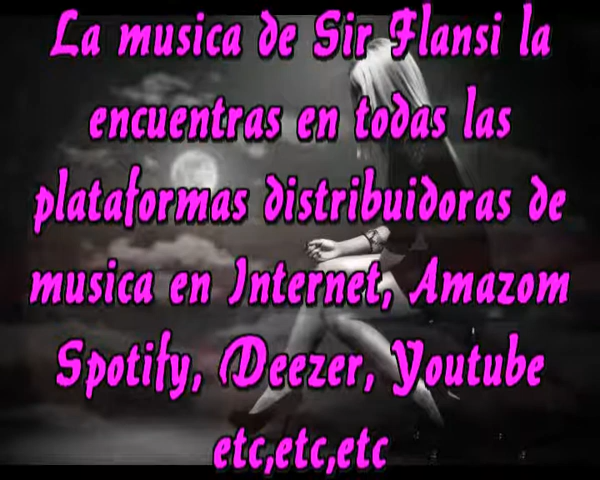 La musica de Sir Flansi la
encuentras en todas las
plataformas distribuidoras de
musica en Internet, Amazom
Spotify, Deezer, Youtube
etc,etc,etc